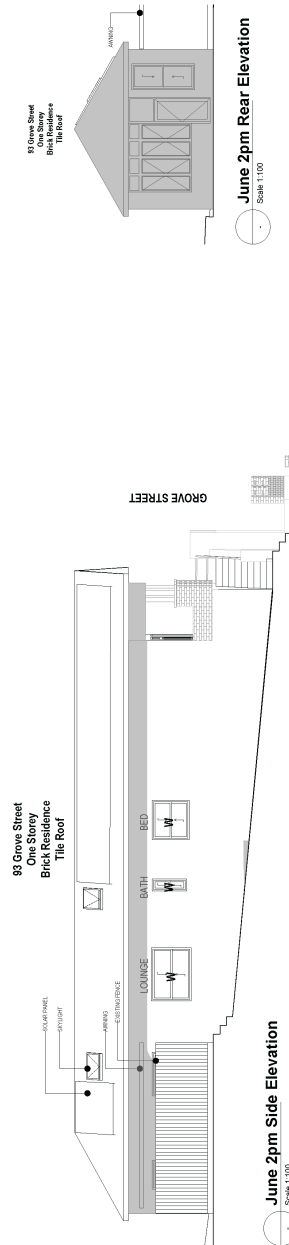 93 Grove Street
One Storey
Brick Residence
Tile Roof
AWNING
June 2pm Rear Elevation
Scale 1:100
-
GROVE STREET
93 Grove Street
One Storey
Brick Residence
Tile Roof
SOLAR PANEL
SKYLIGHT
AWNING
EXISTING FENCE
LOUNGE
BATH
BED
W
W
W
June 2pm Side Elevation
Scale 1:100
-